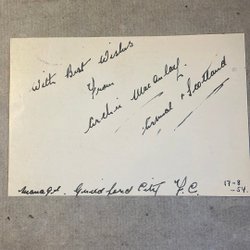 With Best Wishes
From
Archie Macaulay.
Arsenal & Scotland
Manager. Guildford City F.C.
17-8
-54.